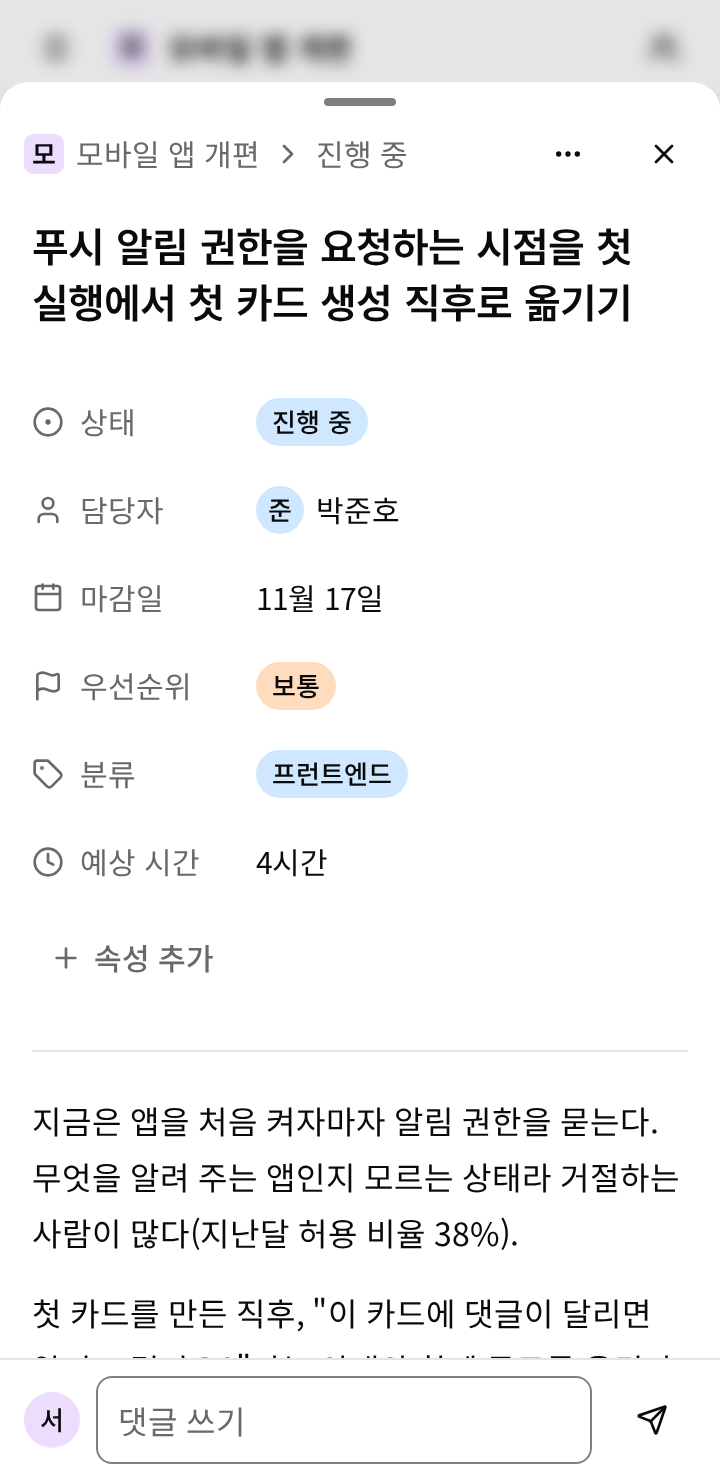 모 모바일 앱 개편 진행 중
푸시 알림 권한을 요청하는 시점을 첫
실행에서 첫 카드 생성 직후로 옮기기
상태 진행 중
담당자 준 박준호
마감일 11월 17일
우선순위 보통
분류 프런트엔드
예상 시간 4시간
속성 추가
지금은 앱을 처음 켜자마자 알림 권한을 묻는다.
무엇을 알려 주는 앱인지 모르는 상태라 거절하는
사람이 많다(지난달 허용 비율 38%).
첫 카드를 만든 직후, "이 카드에 댓글이 달리면
서 댓글 쓰기